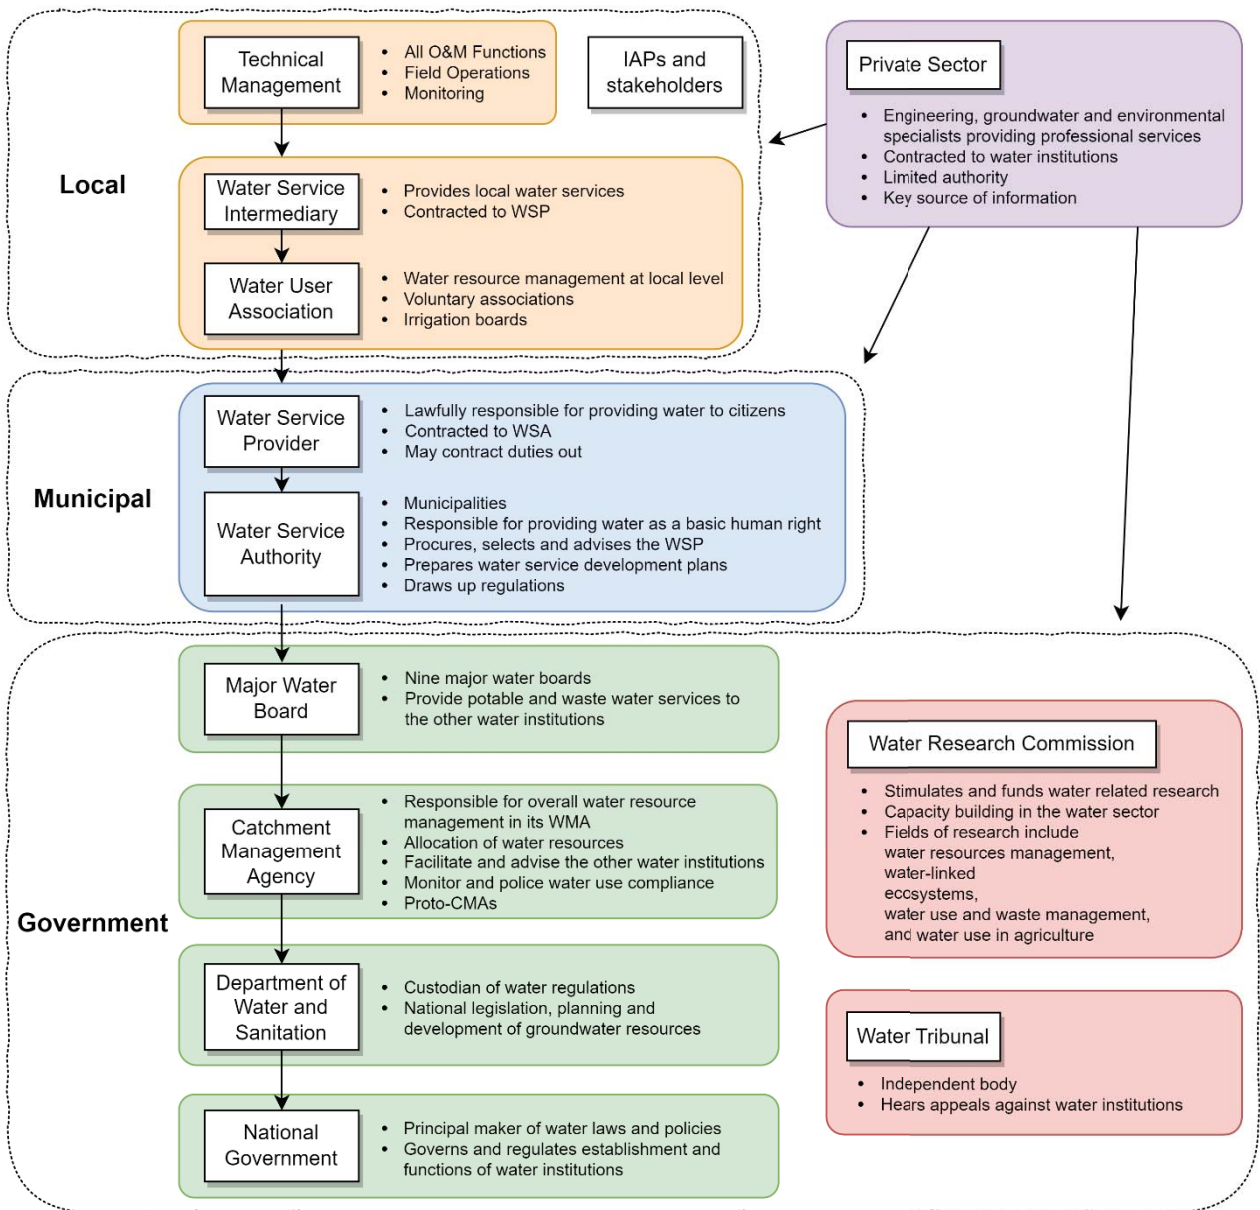 Local
Technical
Management
• All O&M Functions
• Field Operations
• Monitoring
IAPs and
stakeholders
Private Sector
• Engineering, groundwater and environmental
specialists providing professional services
• Contracted to water institutions
• Limited authority
• Key source of information
Water Service
Intermediary
• Provides local water services
• Contracted to WSP
Water User
Association
• Water resource management at local level
• Voluntary associations
• Irrigation boards
Municipal
Water Service
Provider
• Lawfully responsible for providing water to citizens
• Contracted to WSA
• May contract duties out
Water Service
Authority
• Municipalities
• Responsible for providing water as a basic human right
• Procures, selects and advises the WSP
• Prepares water service development plans
• Draws up regulations
Government
Major Water
Board
• Nine major water boards
• Provide potable and waste water services to
the other water institutions
Catchment
Management
Agency
• Responsible for overall water resource
management in its WMA
• Allocation of water resources
• Facilitate and advise the other water institutions
• Monitor and police water use compliance
• Proto-CMAs
Department of
Water and
Sanitation
• Custodian of water regulations
• National legislation, planning and
development of groundwater resources
National
Government
• Principal maker of water laws and policies
• Governs and regulates establishment and
functions of water institutions
Water Research Commission
• Stimulates and funds water related research
• Capacity building in the water sector
• Fields of research include
water resources management,
water-linked
ecosystems,
water use and waste management,
and water use in agriculture
Water Tribunal
• Independent body
• Hears appeals against water institutions